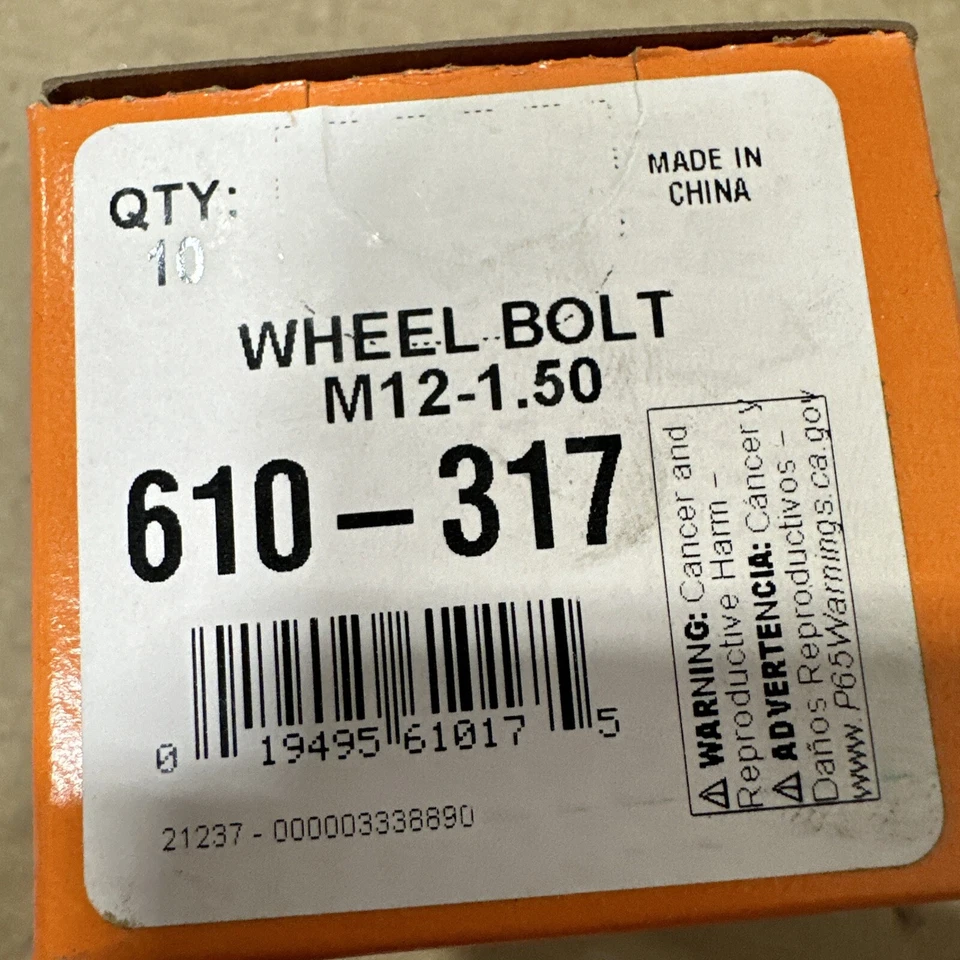 QTY:
10
MADE IN
CHINA
WHEEL BOLT
M12-1.50
610-317
0 19495 61017 5
21237 - 000003338890
⚠ WARNING: Cancer and
Reproductive Harm -
⚠ ADVERTENCIA: Cáncer y
Daños Reproductivos -
www.P65Warnings.ca.gov